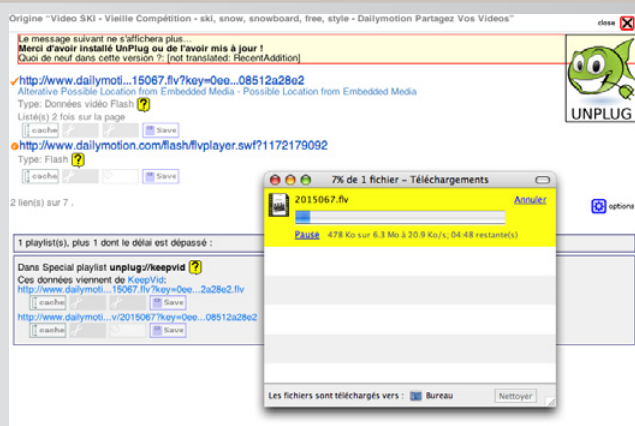 Origine "Video SKI - Vieille Compétition - ski, snow, snowboard, free, style - Dailymotion Partagez Vos Videos"
close
Le message suivant ne s'affichera plus...
Merci d'avoir installé UnPlug ou de l'avoir mis à jour !
Quoi de neuf dans cette version ?: [not translated: RecentAddition]
UNPLUG
http://www.dailymoti...15067.flv?key=0ee...08512a28e2
Alternative Possible Location from Embedded Media - Possible Location from Embedded Media
Type: Données vidéo Flash ?
Listé(s) 2 fois sur la page
cache Save
http://www.dailymotion.com/flash/flvplayer.swf?1172179092
Type: Flash ?
cache Save
2 lien(s) sur 7 .
options
1 playlist(s), plus 1 dont le délai est dépassé :
Dans Special playlist unplug://keepvid ?
Ces données viennent de KeepVid:
http://www.dailymoti...15067.flv?key=0ee...2a28e2.flv
cache Save
http://www.dailymoti...v/2015067?key=0ee...08512a28e2
cache Save
7% de 1 fichier – Téléchargements
2015067.flv
Annuler
Pause 478 Ko sur 6.3 Mo à 20.9 Ko/s; 04:48 restante(s)
Les fichiers sont téléchargés vers : Bureau
Nettoyer